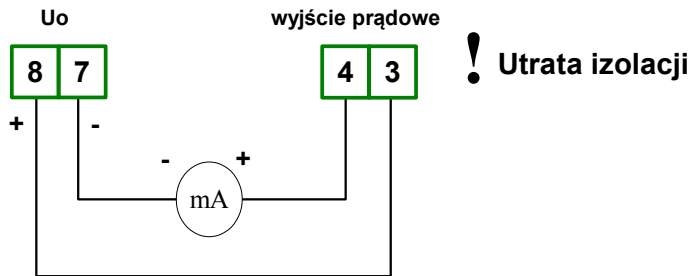 Uo wyjście prądowe
8 7 4 3 ! Utrata izolacji
+ -
- +
mA